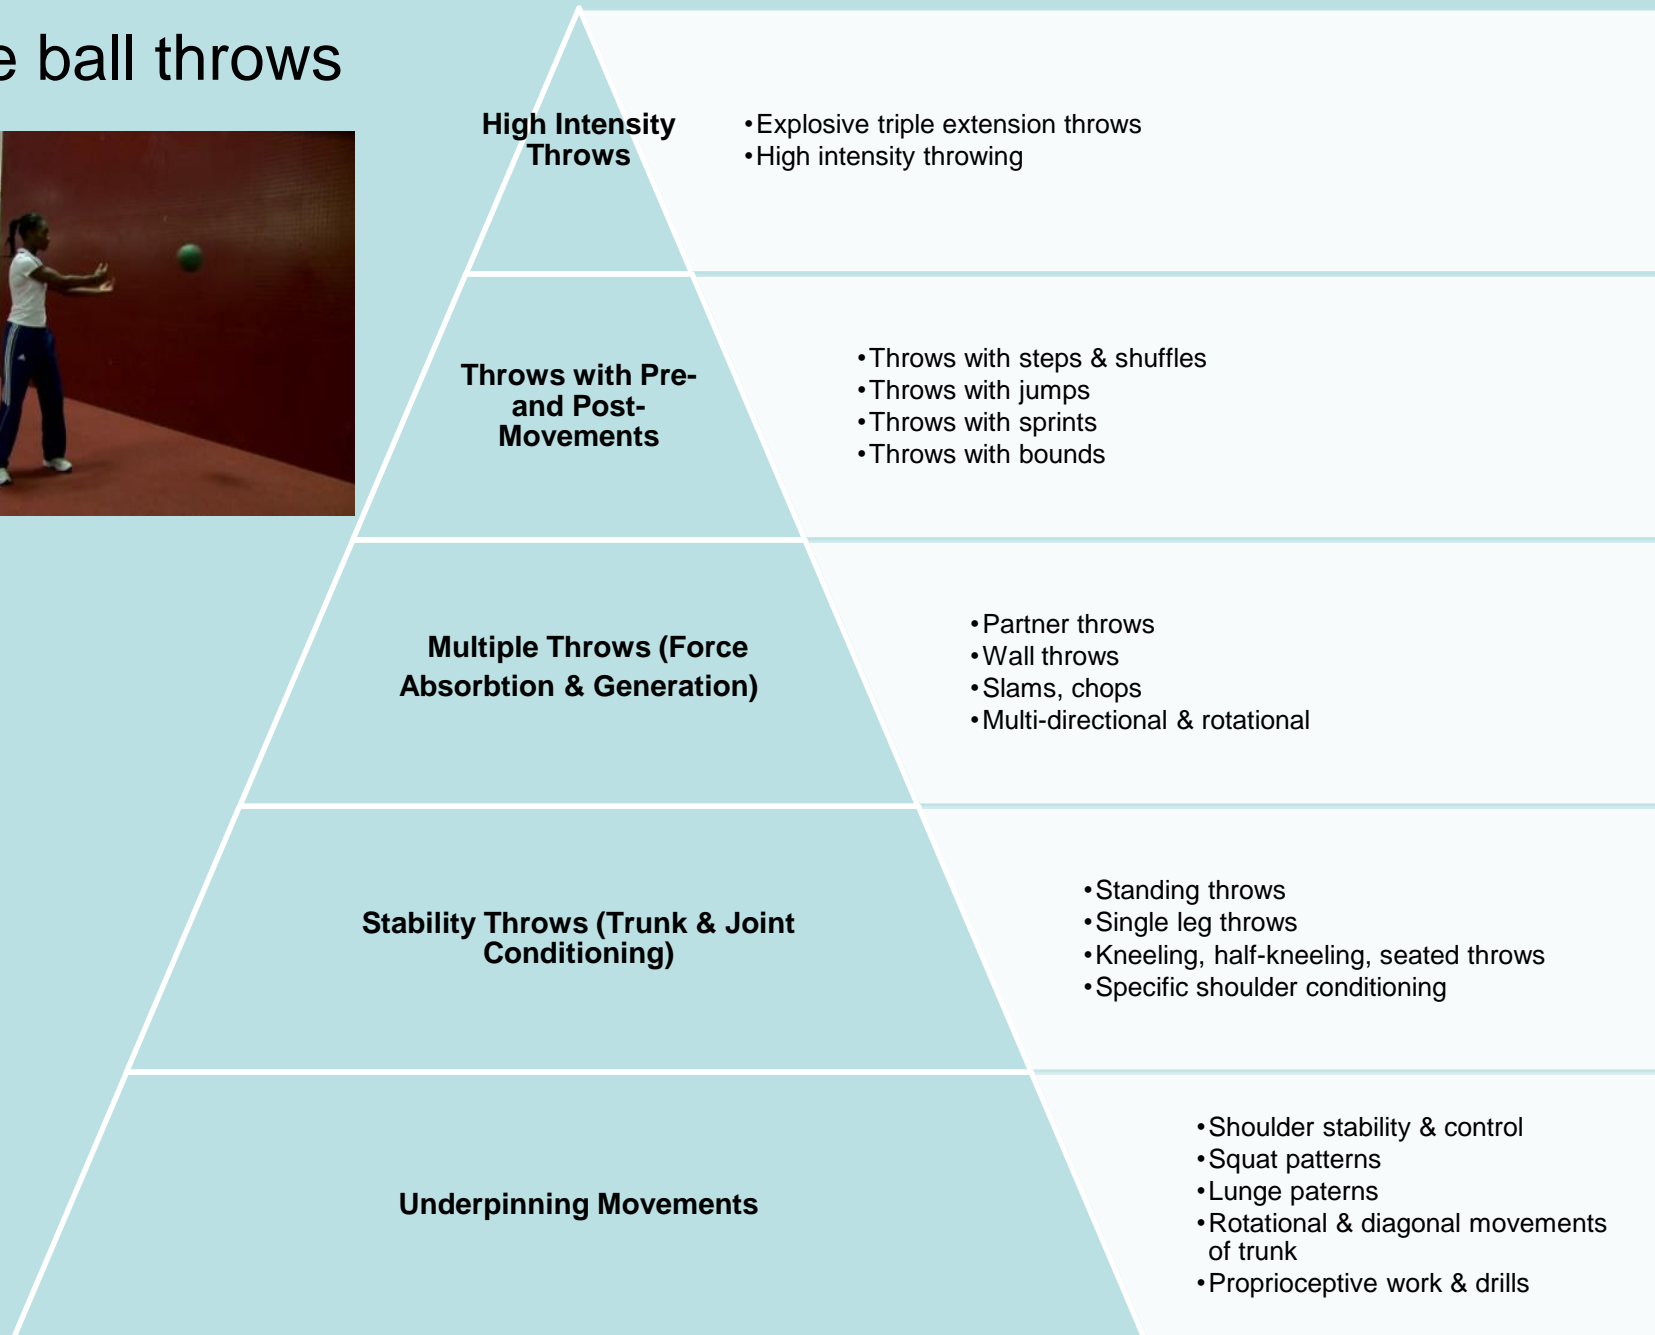 e ball throws
High Intensity
Throws
•Explosive triple extension throws
•High intensity throwing
Throws with Pre-
and Post-
Movements
•Throws with steps & shuffles
•Throws with jumps
•Throws with sprints
•Throws with bounds
Multiple Throws (Force
Absorbtion & Generation)
•Partner throws
•Wall throws
•Slams, chops
•Multi-directional & rotational
Stability Throws (Trunk & Joint
Conditioning)
•Standing throws
•Single leg throws
•Kneeling, half-kneeling, seated throws
•Specific shoulder conditioning
Underpinning Movements
•Shoulder stability & control
•Squat patterns
•Lunge paterns
•Rotational & diagonal movements
of trunk
•Proprioceptive work & drills